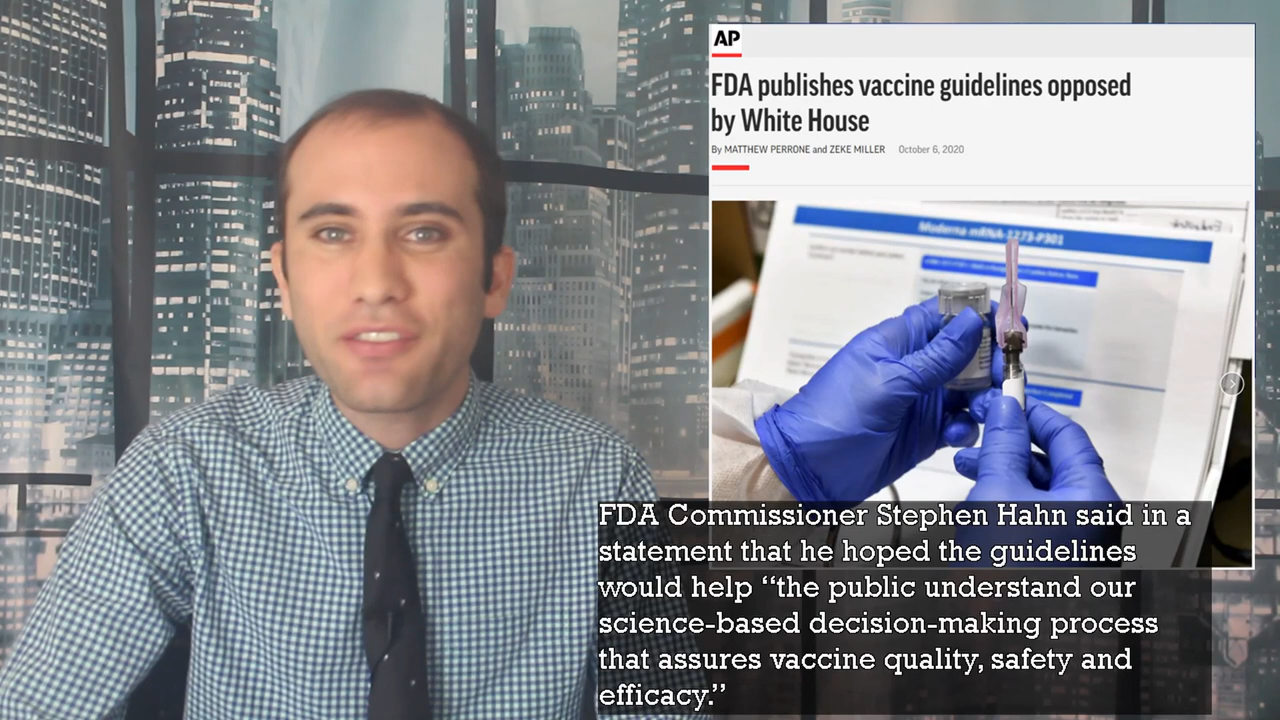 AP
FDA publishes vaccine guidelines opposed
by White House
By MATTHEW PERRONE and ZEKE MILLER October 6, 2020
Moderna mRNA-1273-P301
FDA Commissioner Stephen Hahn said in a
statement that he hoped the guidelines
would help “the public understand our
science-based decision-making process
that assures vaccine quality, safety and
efficacy.”